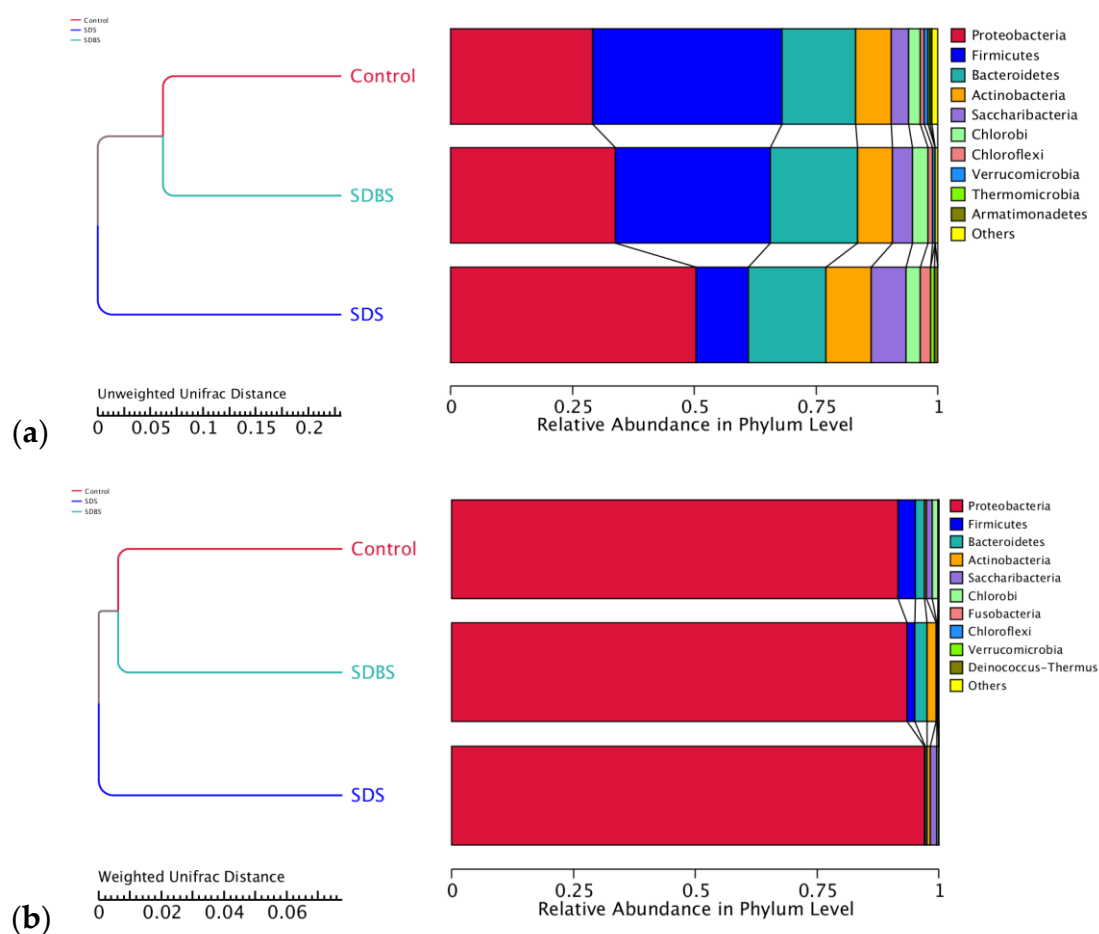 Control
SDS
SDBS
Control
SDBS
SDS
Proteobacteria
Firmicutes
Bacteroidetes
Actinobacteria
Saccharibacteria
Chlorobi
Chloroflexi
Verrucomicrobia
Thermomicrobia
Armatimonadetes
Others
Unweighted Unifrac Distance
0 0.05 0.1 0.15 0.2
0 0.25 0.5 0.75 1
Relative Abundance in Phylum Level
(a)
Control
SDS
SDBS
Control
SDBS
SDS
Proteobacteria
Firmicutes
Bacteroidetes
Actinobacteria
Saccharibacteria
Chlorobi
Fusobacteria
Chloroflexi
Verrucomicrobia
Deinococcus-Thermus
Others
Weighted Unifrac Distance
0 0.02 0.04 0.06
0 0.25 0.5 0.75 1
Relative Abundance in Phylum Level
(b)